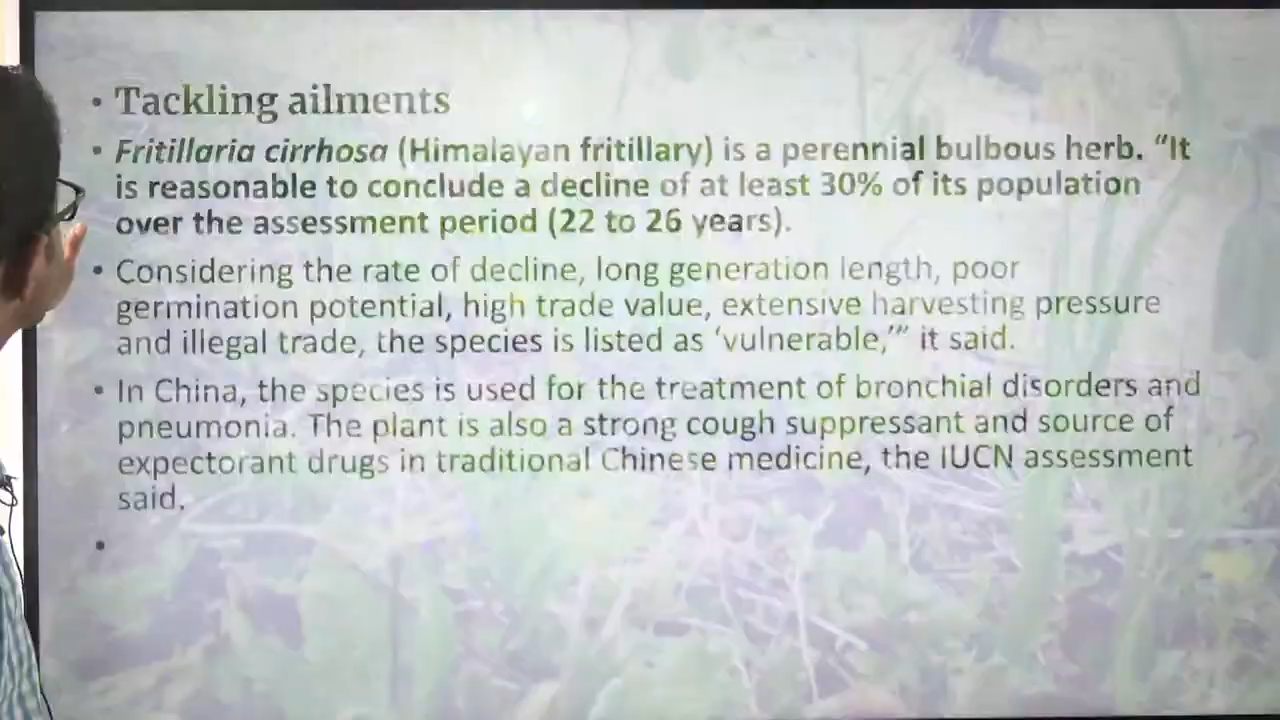 • Tackling ailments
• Fritillaria cirrhosa (Himalayan fritillary) is a perennial bulbous herb. “It
is reasonable to conclude a decline of at least 30% of its population
over the assessment period (22 to 26 years).
• Considering the rate of decline, long generation length, poor
germination potential, high trade value, extensive harvesting pressure
and illegal trade, the species is listed as ‘vulnerable,’” it said.
• In China, the species is used for the treatment of bronchial disorders and
pneumonia. The plant is also a strong cough suppressant and source of
expectorant drugs in traditional Chinese medicine, the IUCN assessment
said.
•